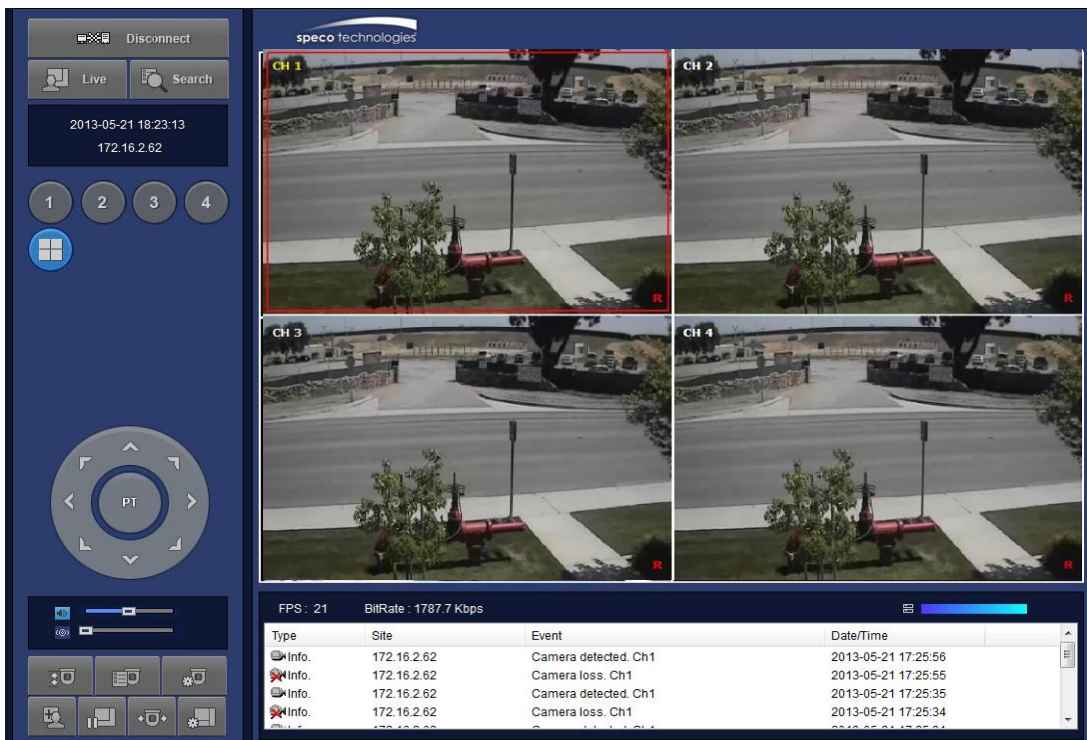 Disconnect
Live
Search
2013-05-21 18:23:13
172.16.2.62
1
2
3
4
PT
speco technologies
CH 1
R
CH 2
R
CH 3
R
CH 4
R
FPS : 21
BitRate : 1787.7 Kbps
Type Site Event Date/Time
Info. 172.16.2.62 Camera detected. Ch1 2013-05-21 17:25:56
Info. 172.16.2.62 Camera loss. Ch1 2013-05-21 17:25:55
Info. 172.16.2.62 Camera detected. Ch1 2013-05-21 17:25:35
Info. 172.16.2.62 Camera loss. Ch1 2013-05-21 17:25:34